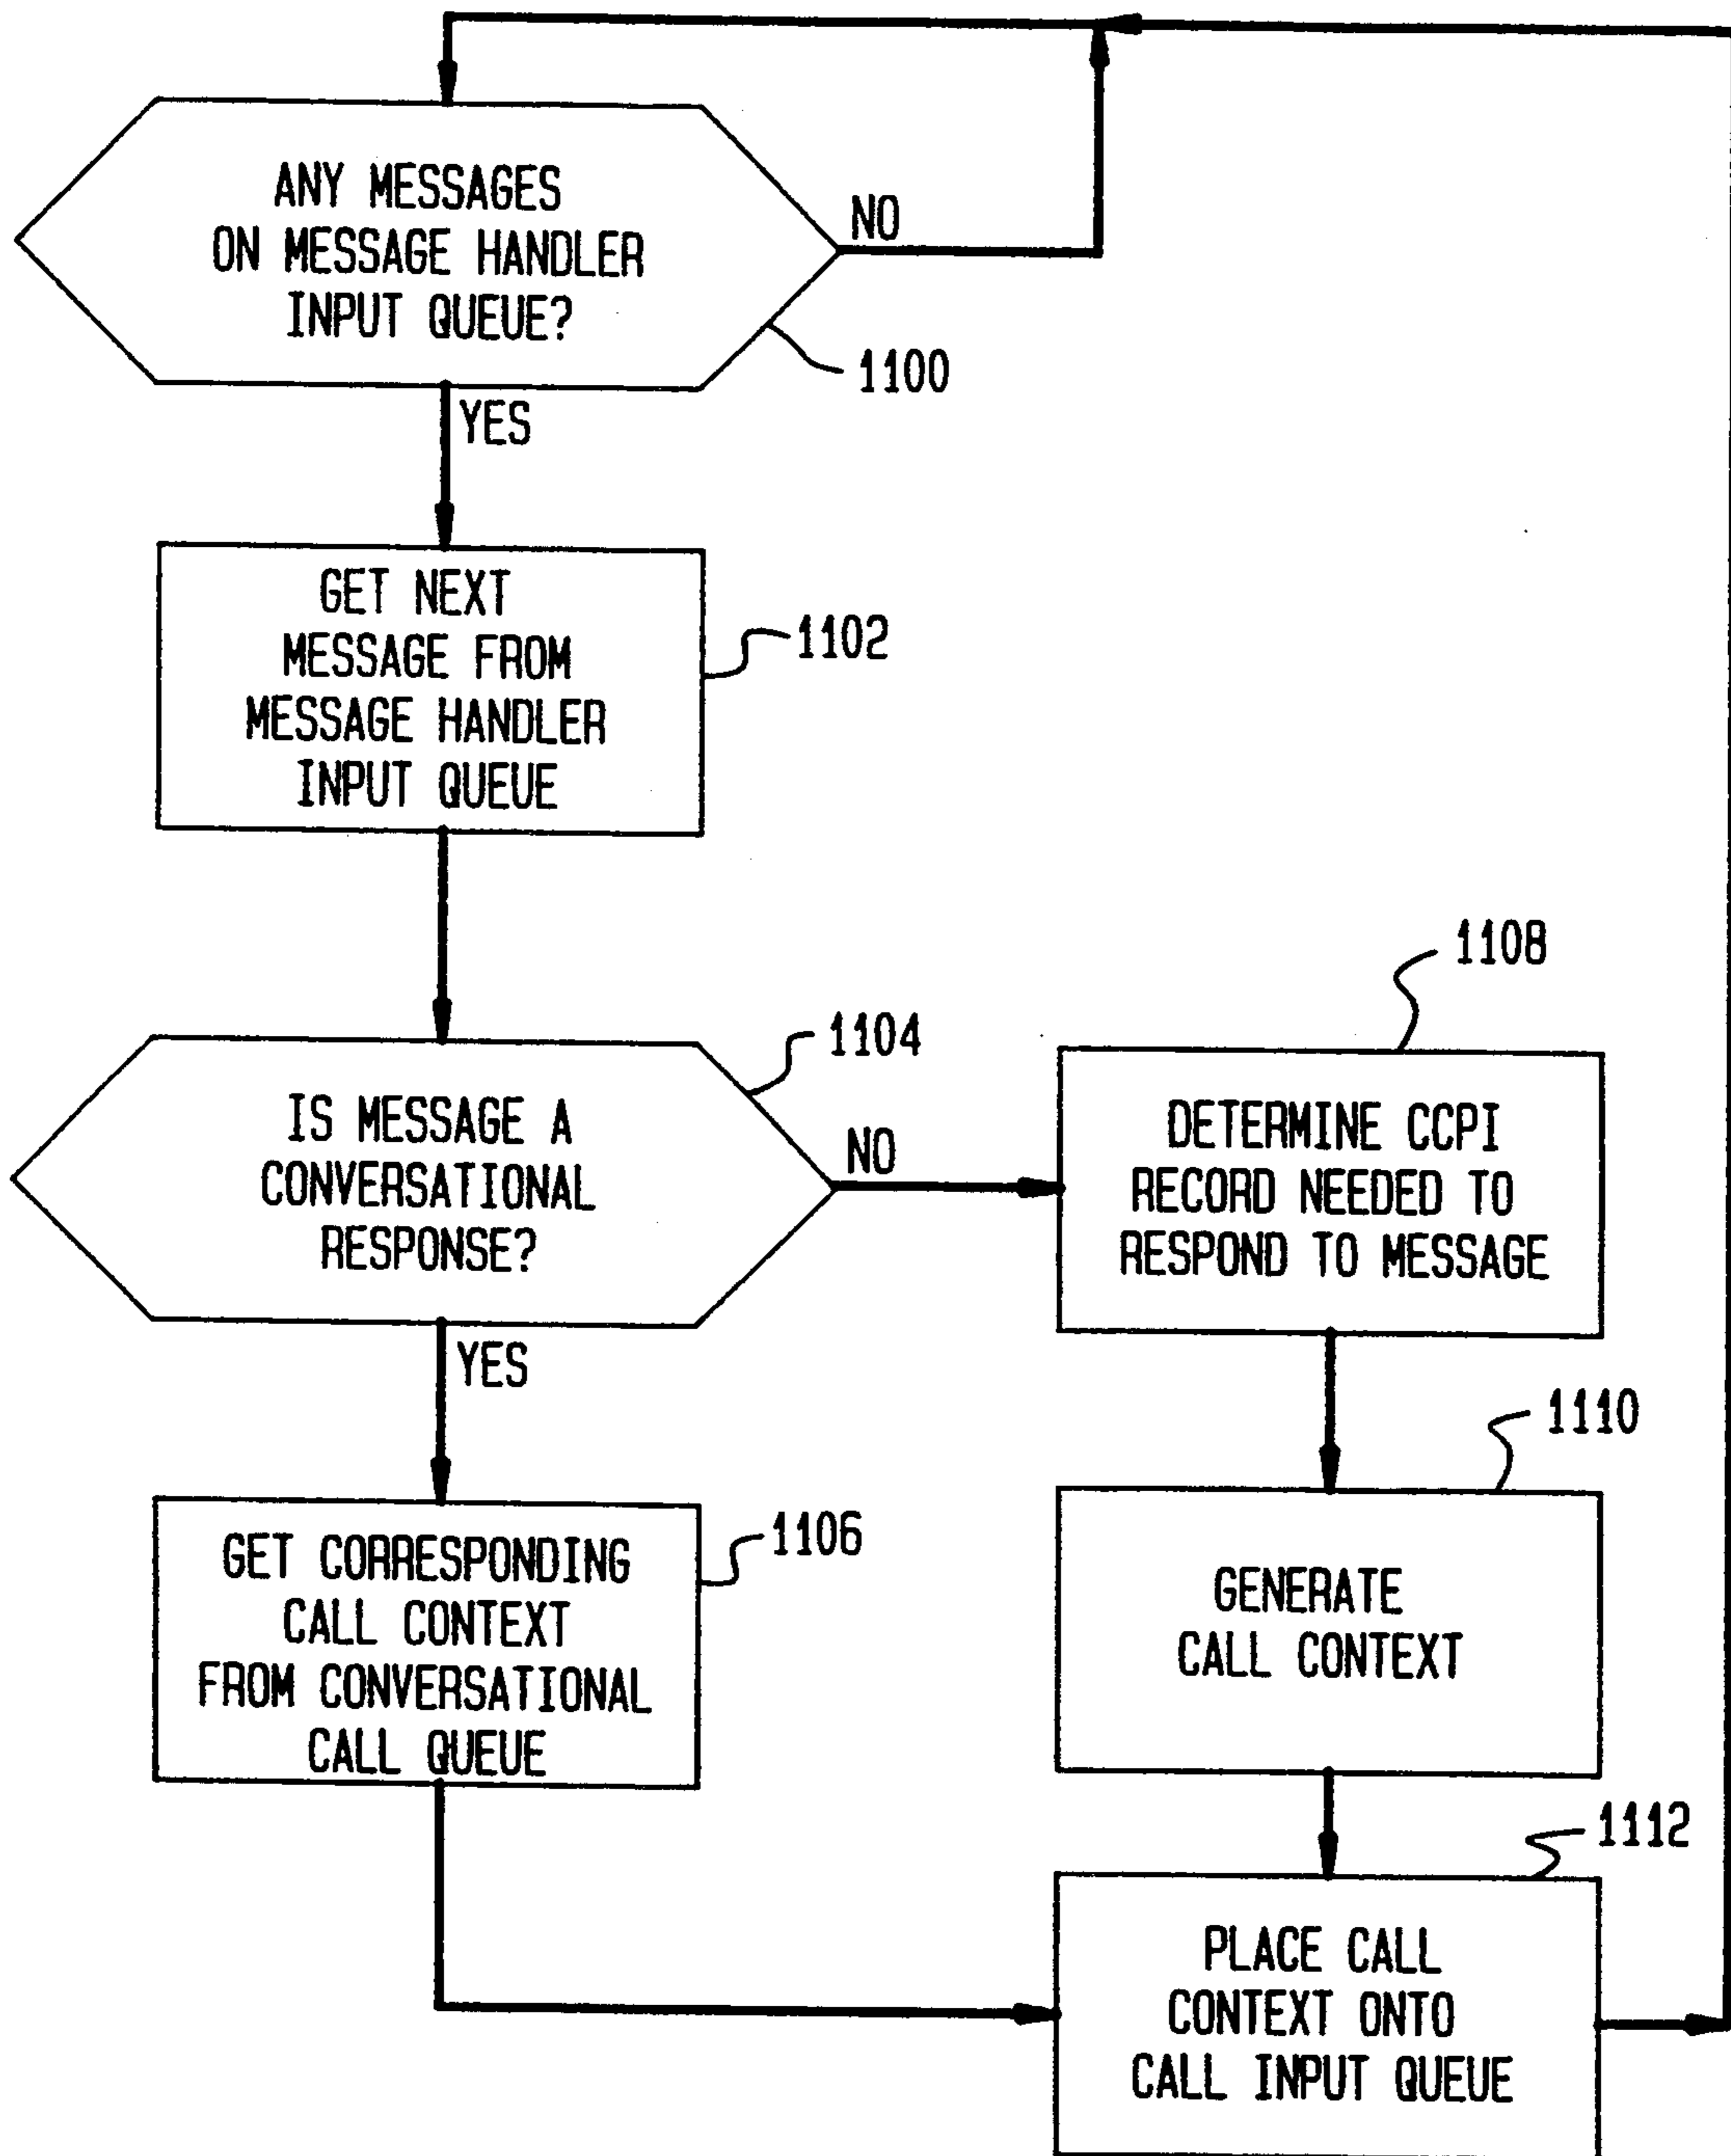 ANY MESSAGES
ON MESSAGE HANDLER
INPUT QUEUE?
NO
1100
YES
GET NEXT
MESSAGE FROM
MESSAGE HANDLER
INPUT QUEUE
1102
IS MESSAGE A
CONVERSATIONAL
RESPONSE?
1104
NO
YES
1108
DETERMINE CCPI
RECORD NEEDED TO
RESPOND TO MESSAGE
1110
GENERATE
CALL CONTEXT
GET CORRESPONDING
CALL CONTEXT
FROM CONVERSATIONAL
CALL QUEUE
1106
1112
PLACE CALL
CONTEXT ONTO
CALL INPUT QUEUE